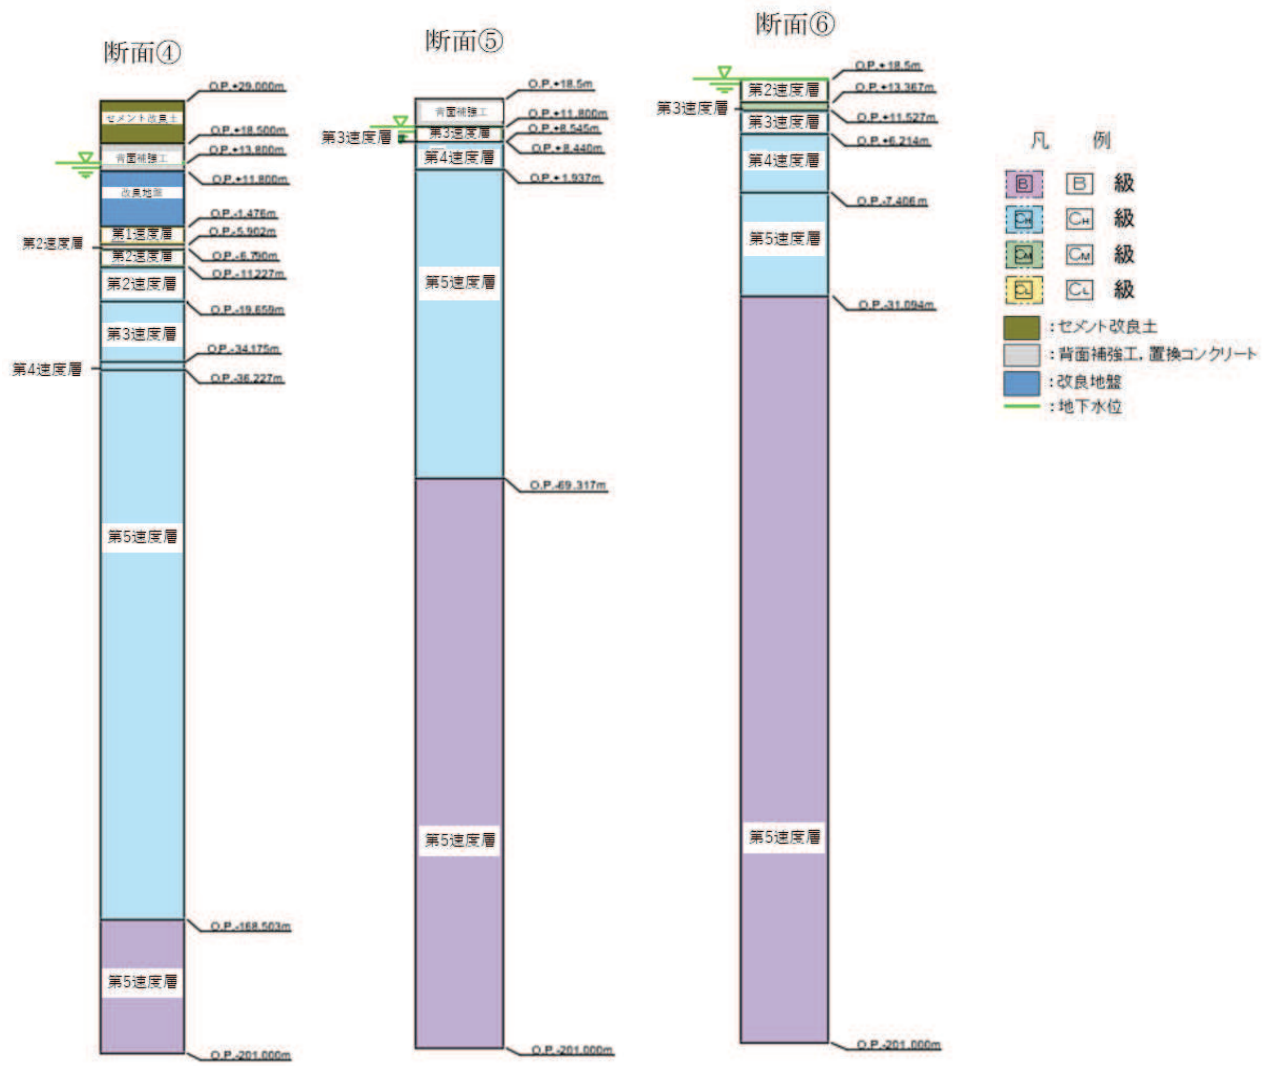 断面④
O.P.+29.000m
セメント改良土
O.P.+18.500m
背面補強工
O.P.+13.800m
O.P.+11.800m
改良地盤
O.P.-1.476m
第1速度層
O.P.-5.902m
第2速度層
O.P.-6.790m
第2速度層
O.P.-11.227m
第2速度層
O.P.-19.659m
第3速度層
O.P.-34.175m
第4速度層
O.P.-36.227m
第5速度層
O.P.-168.503m
第5速度層
O.P.-201.000m
断面⑤
O.P.+18.5m
背面補強工
O.P.+11.800m
第3速度層
O.P.+8.545m
第3速度層
O.P.+8.440m
第4速度層
O.P.+1.937m
第5速度層
O.P.-69.317m
第5速度層
O.P.-201.000m
断面⑥
O.P.+18.5m
第2速度層
O.P.+13.367m
第3速度層
O.P.+11.527m
第3速度層
O.P.+6.214m
第4速度層
O.P.-7.406m
第5速度層
O.P.-31.094m
第5速度層
O.P.-201.000m
凡 例
B B 級
CH CH 級
CM CM 級
CL CL 級
：セメント改良土
：背面補強工，置換コンクリート
：改良地盤
：地下水位